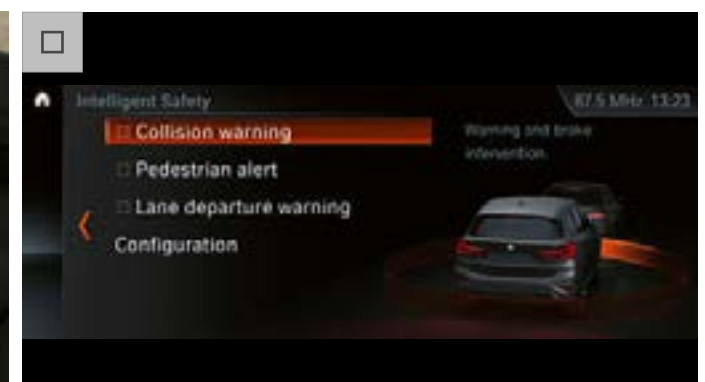 Intelligent Safety
87.5 MHz 13:23
Collision warning
Warning and brake
intervention.
Pedestrian alert
Lane departure warning
Configuration